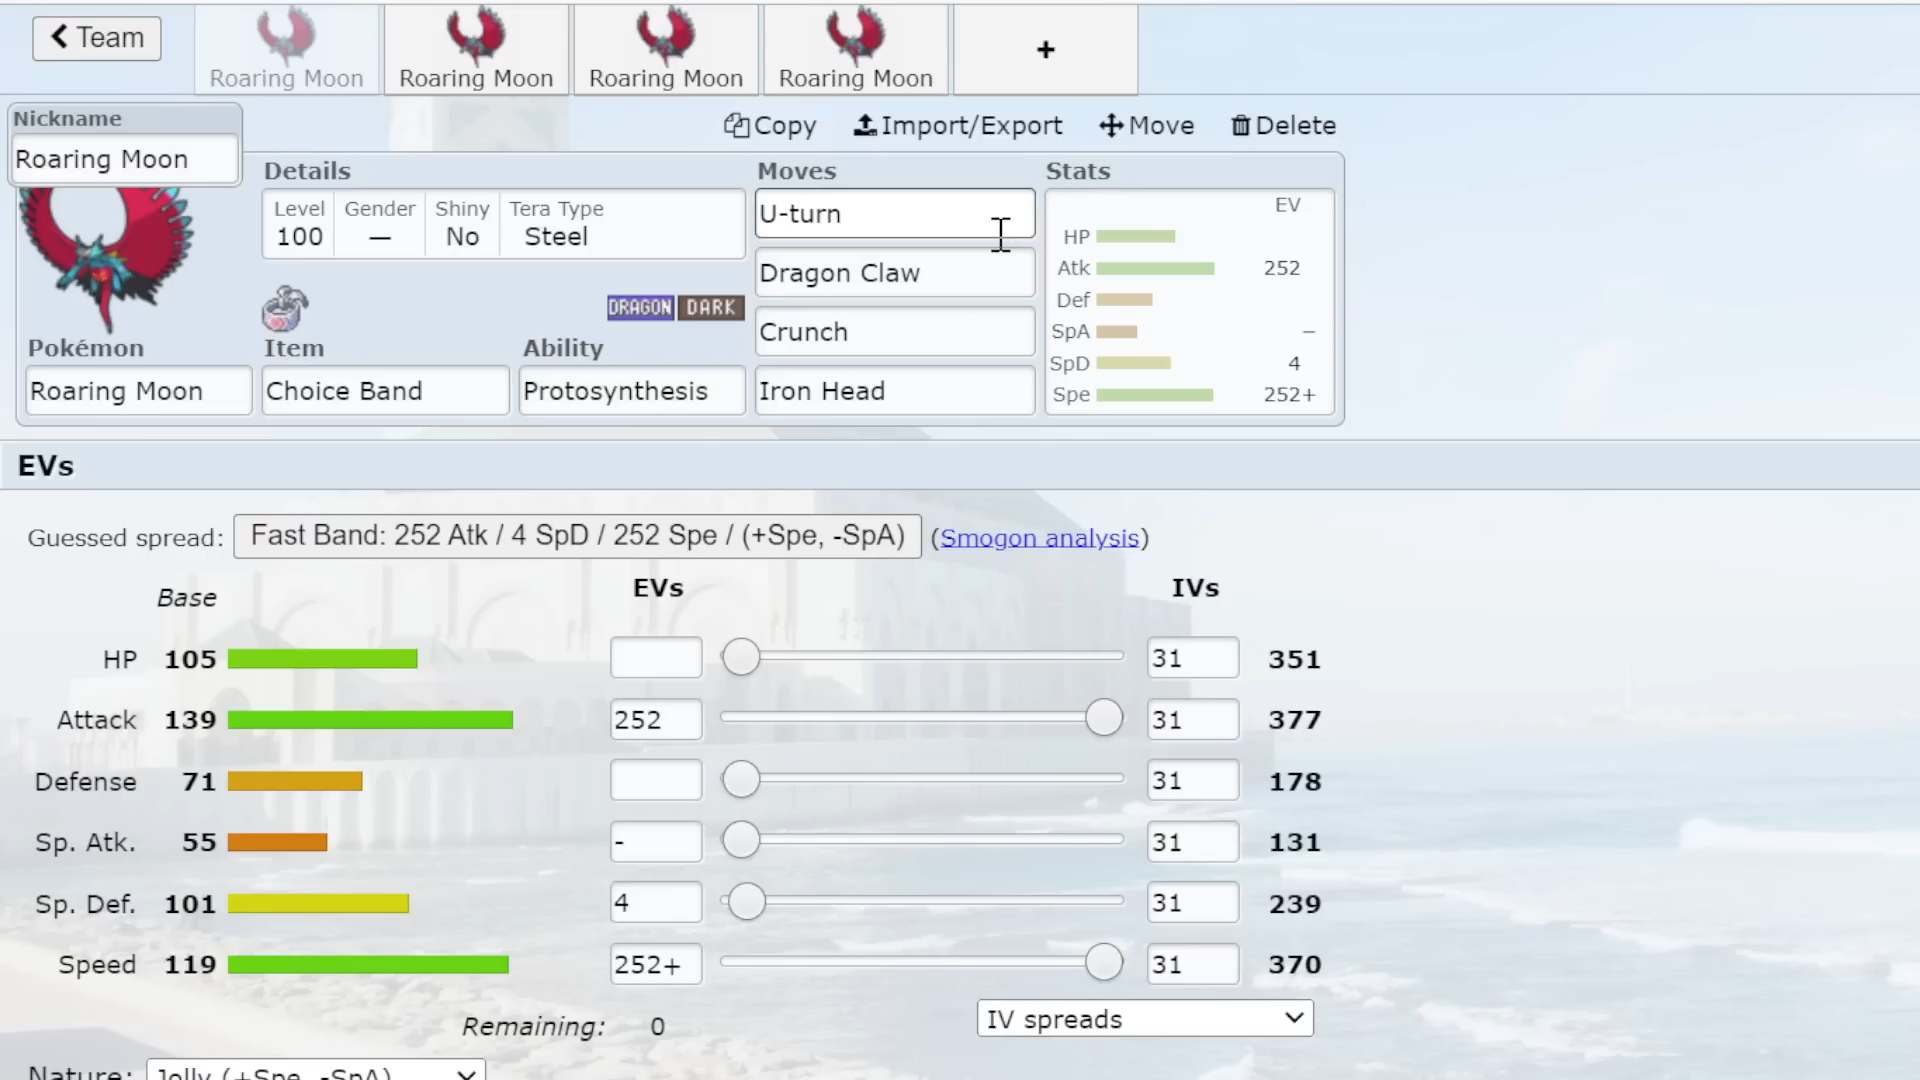 Team
Roaring Moon
Roaring Moon
Roaring Moon
Roaring Moon
+
Nickname
Roaring Moon
Copy
Import/Export
Move
Delete
Details
Level
100
Gender
—
Shiny
No
Tera Type
Steel
DRAGON DARK
Pokémon
Roaring Moon
Item
Choice Band
Ability
Protosynthesis
Moves
U-turn
Dragon Claw
Crunch
Iron Head
Stats
EV
HP
Atk 252
Def
SpA –
SpD 4
Spe 252+
EVs
Guessed spread: Fast Band: 252 Atk / 4 SpD / 252 Spe / (+Spe, -SpA) (Smogon analysis)
Base EVs IVs
HP 105 31 351
Attack 139 252 31 377
Defense 71 31 178
Sp. Atk. 55 - 31 131
Sp. Def. 101 4 31 239
Speed 119 252+ 31 370
Remaining: 0 IV spreads
Nature: Jolly (+Spe, -SpA)